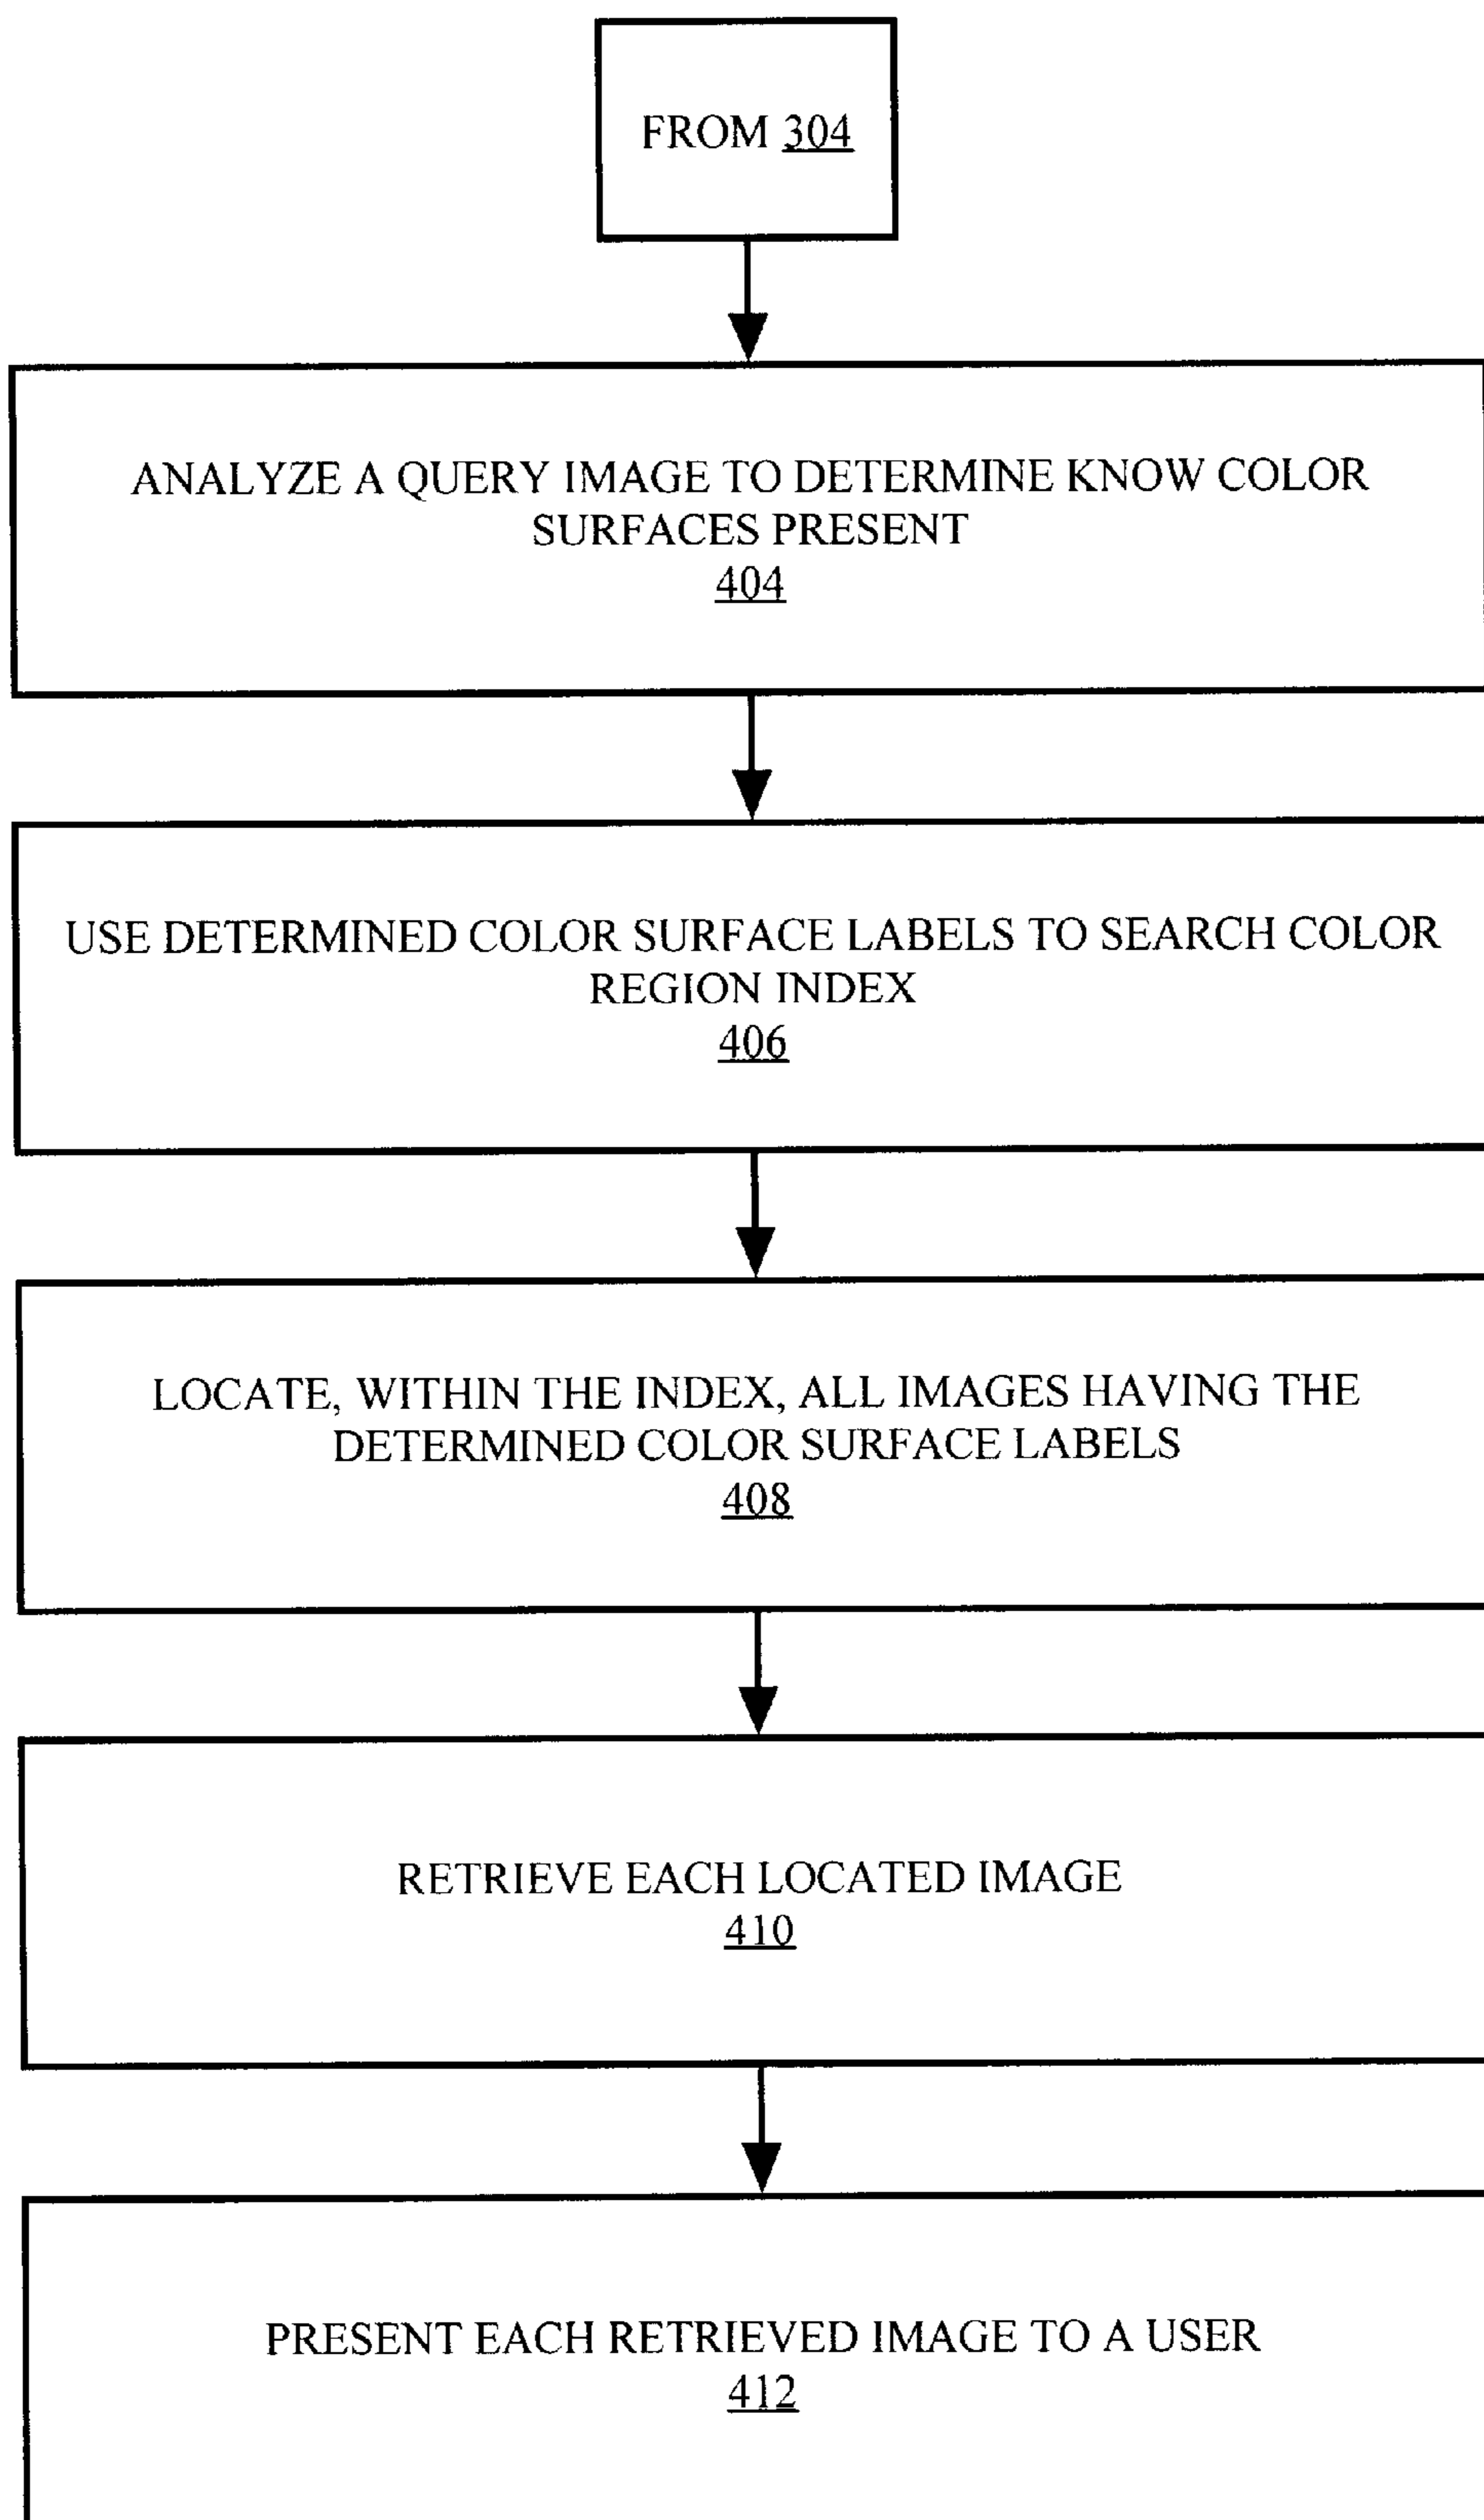 FROM 304
ANALYZE A QUERY IMAGE TO DETERMINE KNOW COLOR
SURFACES PRESENT
404
USE DETERMINED COLOR SURFACE LABELS TO SEARCH COLOR
REGION INDEX
406
LOCATE, WITHIN THE INDEX, ALL IMAGES HAVING THE
DETERMINED COLOR SURFACE LABELS
408
RETRIEVE EACH LOCATED IMAGE
410
PRESENT EACH RETRIEVED IMAGE TO A USER
412